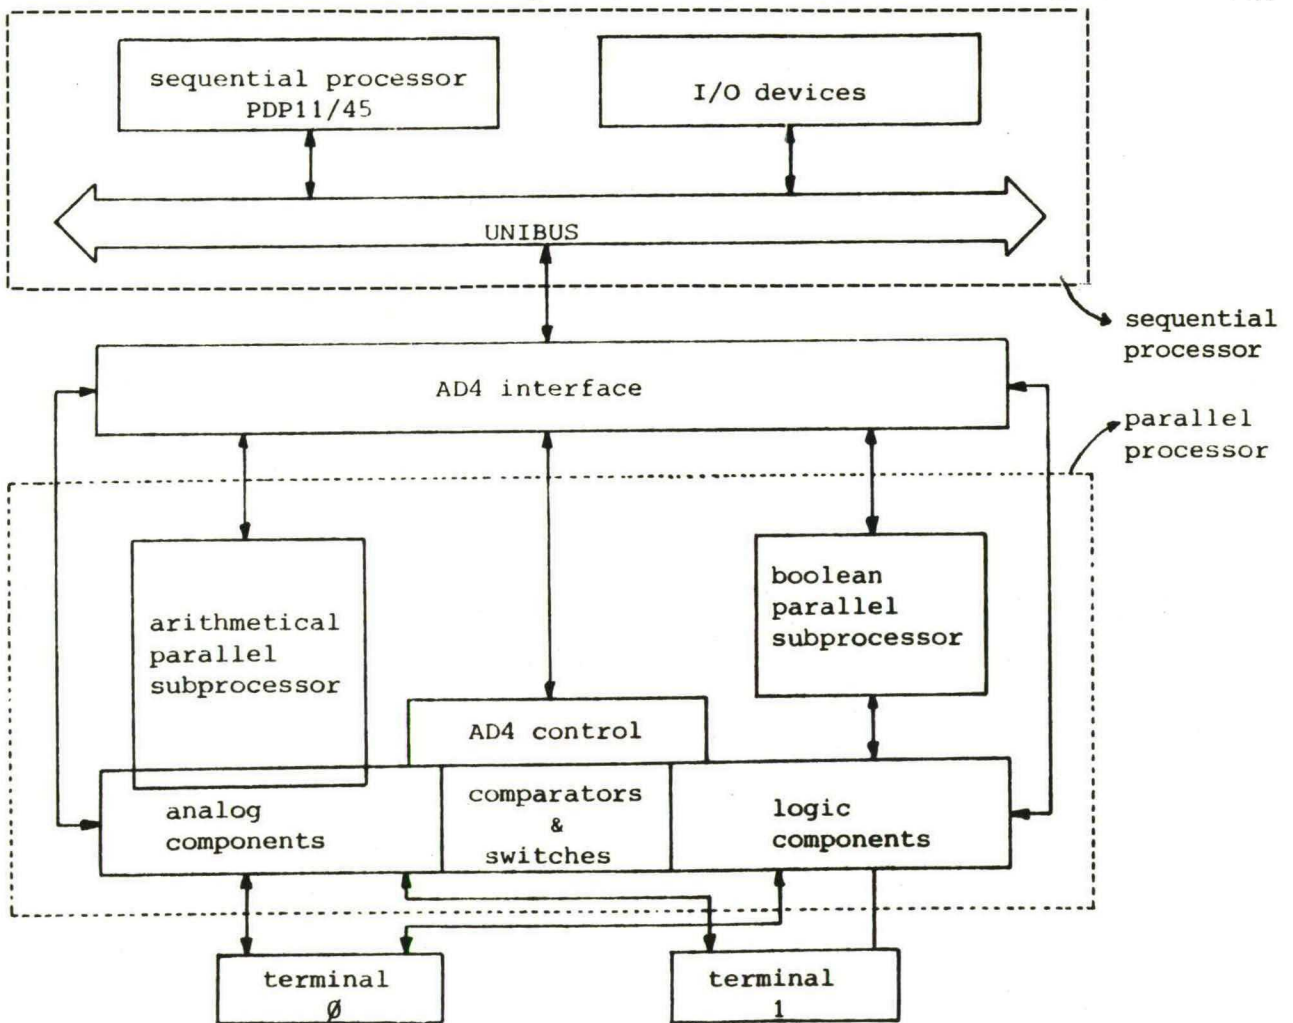 sequential processor
PDP11/45
I/O devices
UNIBUS
sequential
processor
AD4 interface
parallel
processor
arithmetical
parallel
subprocessor
boolean
parallel
subprocessor
AD4 control
analog
components
comparators
&
switches
logic
components
terminal
Ø
terminal
1